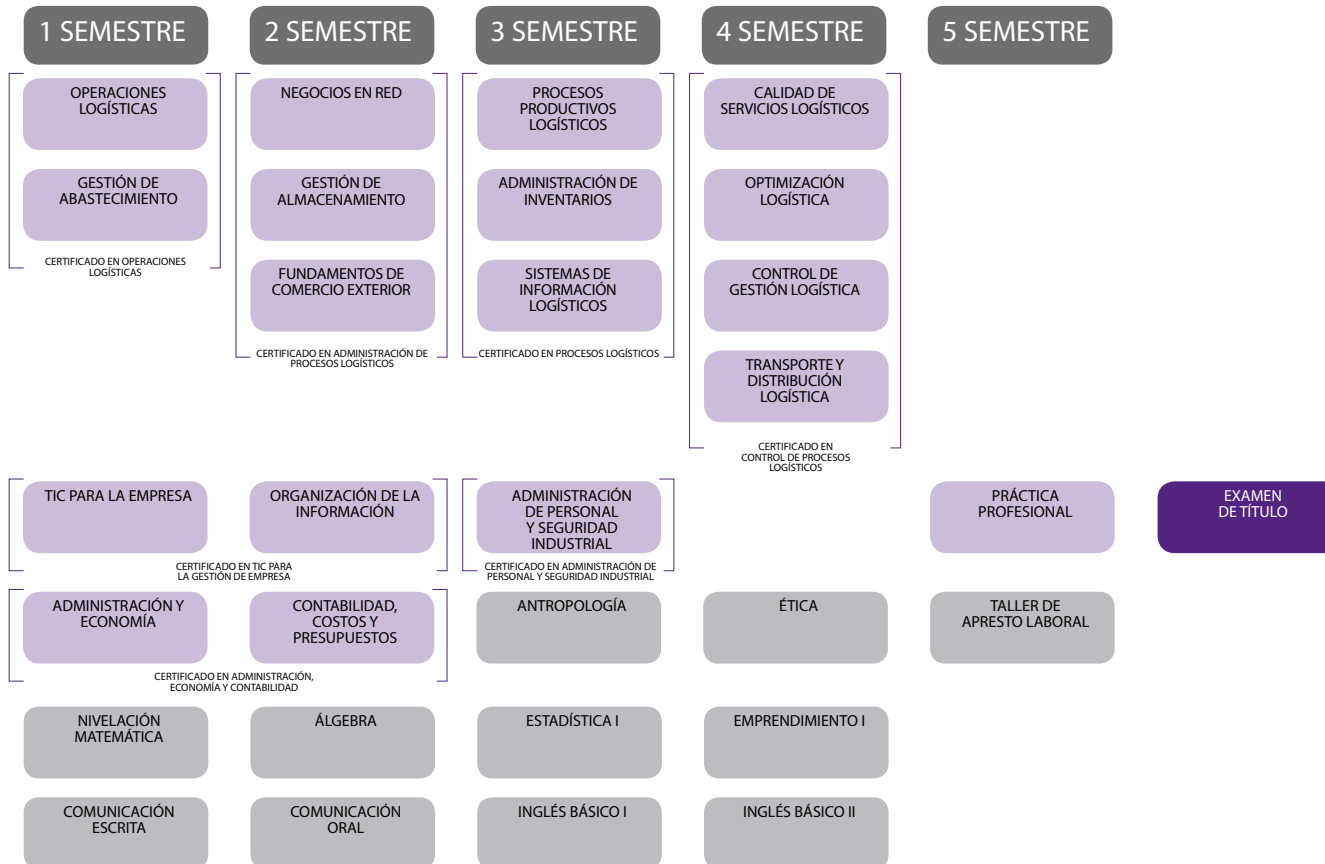 1 SEMESTRE
2 SEMESTRE
3 SEMESTRE
4 SEMESTRE
5 SEMESTRE
OPERACIONES
LOGÍSTICAS
NEGOCIOS EN RED
PROCESOS
PRODUCTIVOS
LOGÍSTICOS
CALIDAD DE
SERVICIOS LOGÍSTICOS
GESTIÓN DE
ABASTECIMIENTO
GESTIÓN DE
ALMACENAMIENTO
ADMINISTRACIÓN DE
INVENTARIOS
OPTIMIZACIÓN
LOGÍSTICA
CERTIFICADO EN OPERACIONES
LOGÍSTICAS
FUNDAMENTOS DE
COMERCIO EXTERIOR
SISTEMAS DE
INFORMACIÓN
LOGÍSTICOS
CONTROL DE
GESTIÓN LOGÍSTICA
CERTIFICADO EN ADMINISTRACIÓN DE
PROCESOS LOGÍSTICOS
CERTIFICADO EN PROCESOS LOGÍSTICOS
TRANSPORTE Y
DISTRIBUCIÓN
LOGÍSTICA
CERTIFICADO EN
CONTROL DE PROCESOS
LOGÍSTICOS
TIC PARA LA EMPRESA
ORGANIZACIÓN DE LA
INFORMACIÓN
ADMINISTRACIÓN
DE PERSONAL
Y SEGURIDAD
INDUSTRIAL
PRÁCTICA
PROFESIONAL
EXAMEN
DE TÍTULO
CERTIFICADO EN TIC PARA
LA GESTIÓN DE EMPRESA
CERTIFICADO EN ADMINISTRACIÓN DE
PERSONAL Y SEGURIDAD INDUSTRIAL
ADMINISTRACIÓN Y
ECONOMÍA
CONTABILIDAD,
COSTOS Y
PRESUPUESTOS
ANTROPOLOGÍA
ÉTICA
TALLER DE
APRESTO LABORAL
CERTIFICADO EN ADMINISTRACIÓN,
ECONOMÍA Y CONTABILIDAD
NIVELACIÓN
MATEMÁTICA
ÁLGEBRA
ESTADÍSTICA I
EMPRENDIMIENTO I
COMUNICACIÓN
ESCRITA
COMUNICACIÓN
ORAL
INGLÉS BÁSICO I
INGLÉS BÁSICO II